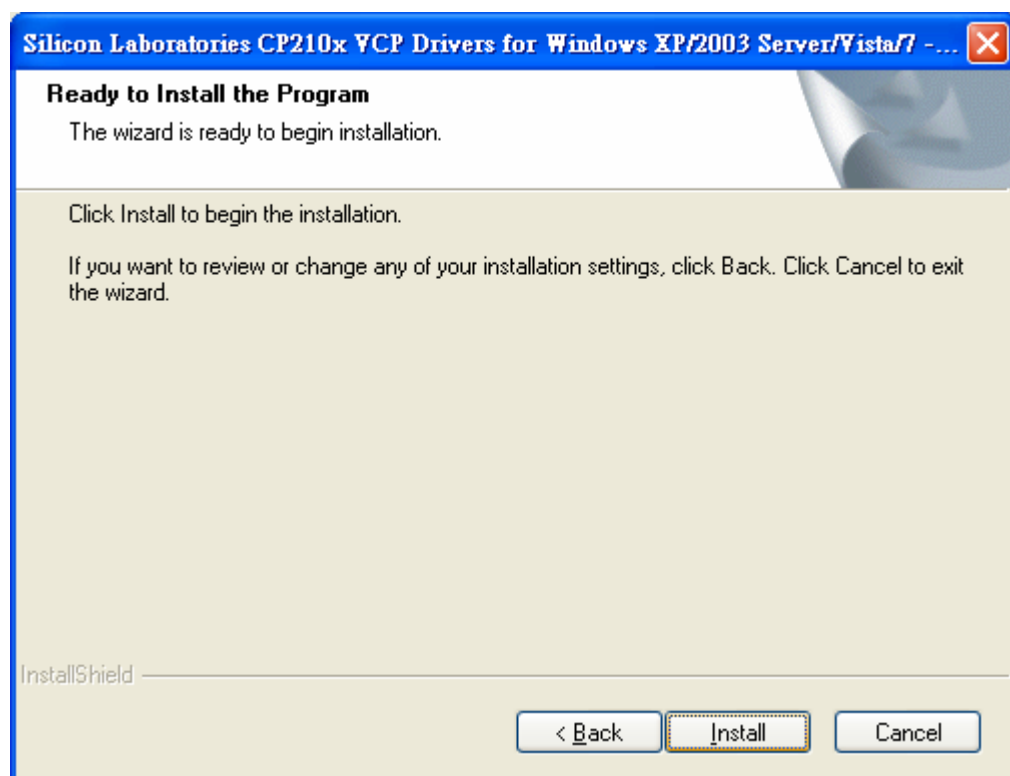 Silicon Laboratories CP210x VCP Drivers for Windows XP/2003 Server/Vista/7 -...
Ready to Install the Program
The wizard is ready to begin installation.
Click Install to begin the installation.
If you want to review or change any of your installation settings, click Back. Click Cancel to exit
the wizard.
InstallShield
< Back Install Cancel